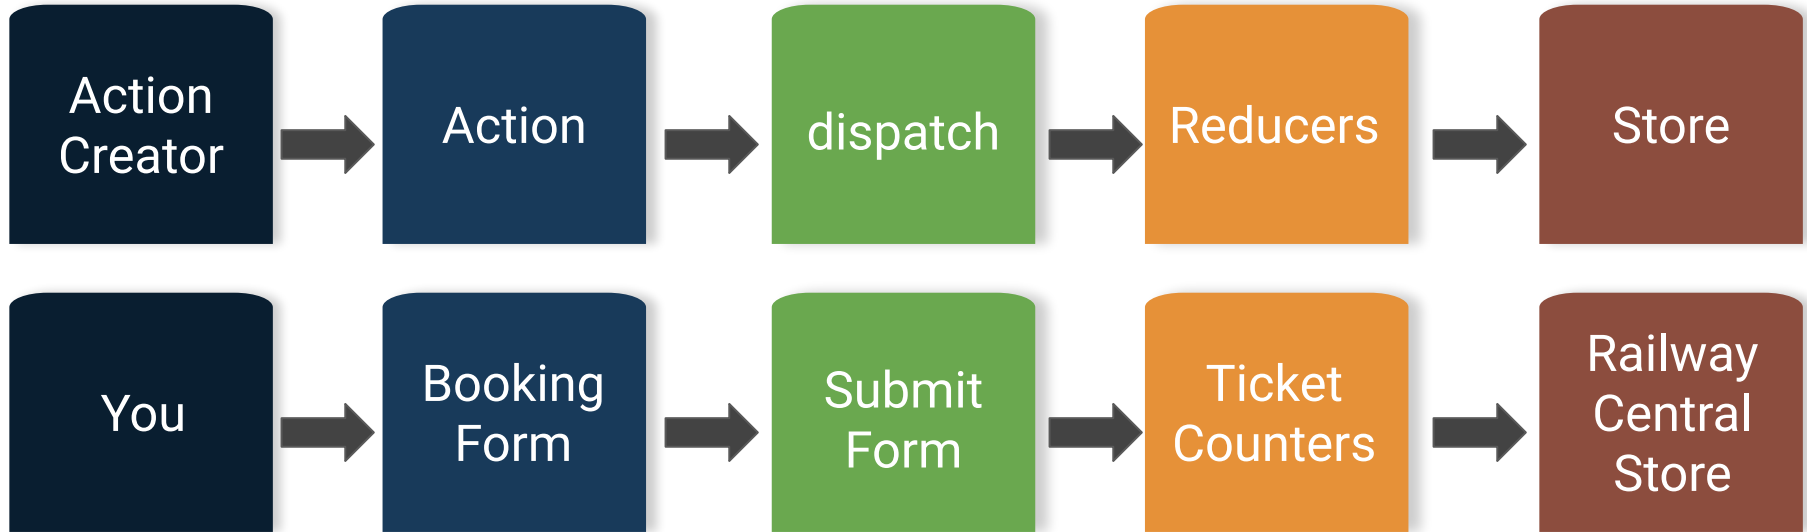 Action
Creator
Action
dispatch
Reducers
Store
You
Booking
Form
Submit
Form
Ticket
Counters
Railway
Central
Store